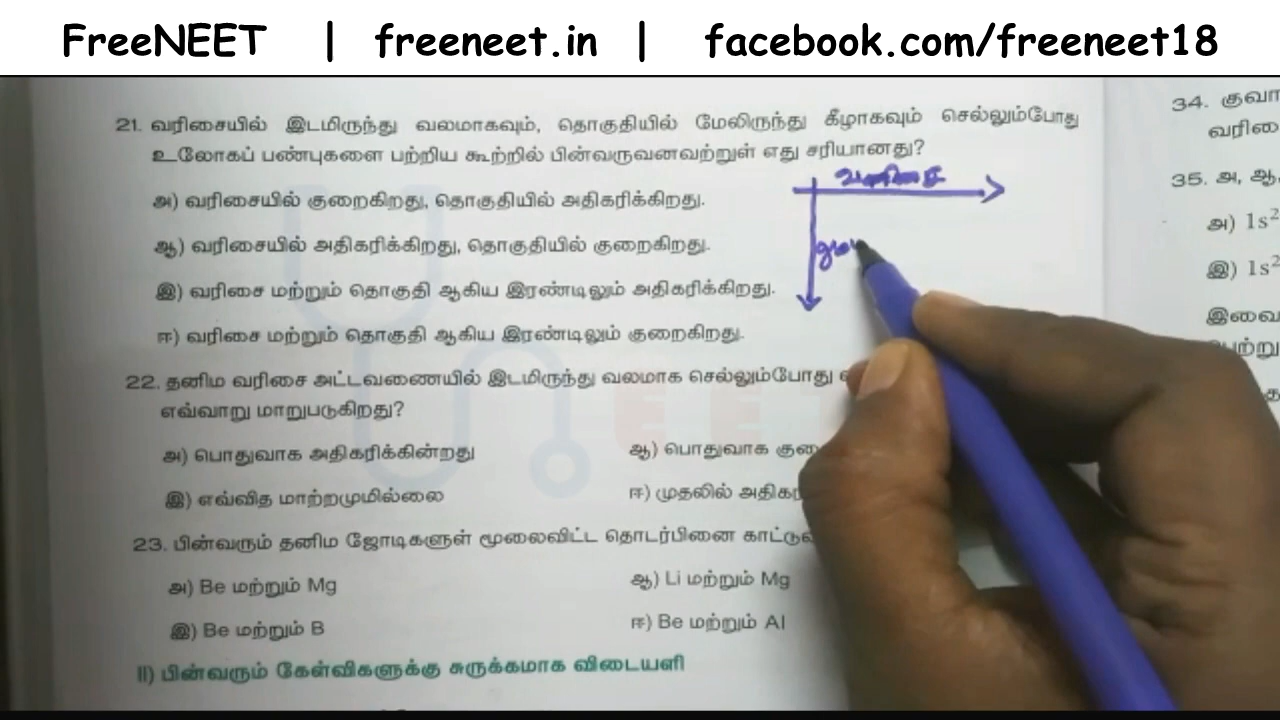 FreeNEET | freeneet.in | facebook.com/freeneet18
21. வரிசையில் இடமிருந்து வலமாகவும், தொகுதியில் மேலிருந்து கீழாகவும் செல்லும்போது
உலோகப் பண்புகளை பற்றிய கூற்றில் பின்வருவனவற்றுள் எது சரியானது?
வரிசை
அ) வரிசையில் குறைகிறது, தொகுதியில் அதிகரிக்கிறது.
ஆ) வரிசையில் அதிகரிக்கிறது, தொகுதியில் குறைகிறது.
இ) வரிசை மற்றும் தொகுதி ஆகிய இரண்டிலும் அதிகரிக்கிறது.
ஈ) வரிசை மற்றும் தொகுதி ஆகிய இரண்டிலும் குறைகிறது.
22. தனிம வரிசை அட்டவணையில் இடமிருந்து வலமாக செல்லும்போது
எவ்வாறு மாறுபடுகிறது?
அ) பொதுவாக அதிகரிக்கின்றது ஆ) பொதுவாக
இ) எவ்வித மாற்றமுமில்லை ஈ) முதலில்
23. பின்வரும் தனிம ஜோடிகளுள் மூலைவிட்ட தொடர்பினை
அ) Be மற்றும் Mg ஆ) Li மற்றும் Mg
இ) Be மற்றும் B ஈ) Be மற்றும் Al
II) பின்வரும் கேள்விகளுக்கு சுருக்கமாக விடையளி
34.
35. அ,
அ) 1s²
இ) 1s²